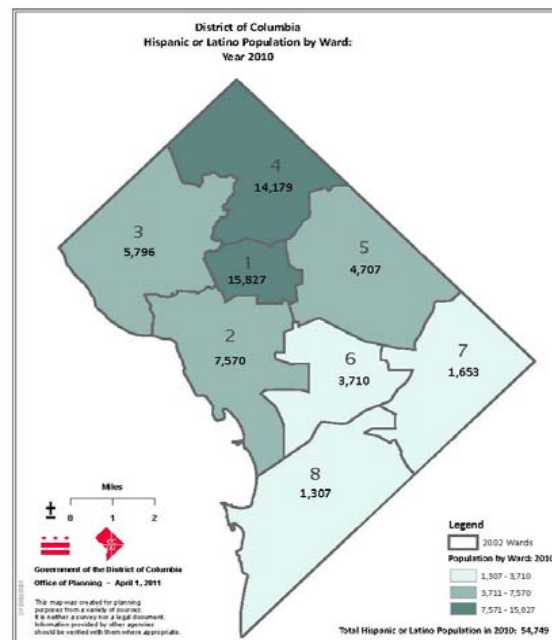 District of Columbia
Hispanic or Latino Population by Ward:
Year 2010
4
14,179
3
5,796
5
4,707
1
15,827
2
7,570
6
3,710
7
1,653
8
1,307
Miles
0 1 2
Government of the District of Columbia
Office of Planning ~ April 1, 2011
This map was created for planning
purposes from a variety of sources.
It is neither a survey nor a legal document.
Information provided by other agencies
should be verified with them where appropriate.
Legend
2002 Wards
Population by Ward: 2010
1,307 - 3,710
3,711 - 7,570
7,571 - 15,827
Total Hispanic or Latino Population in 2010: 54,749